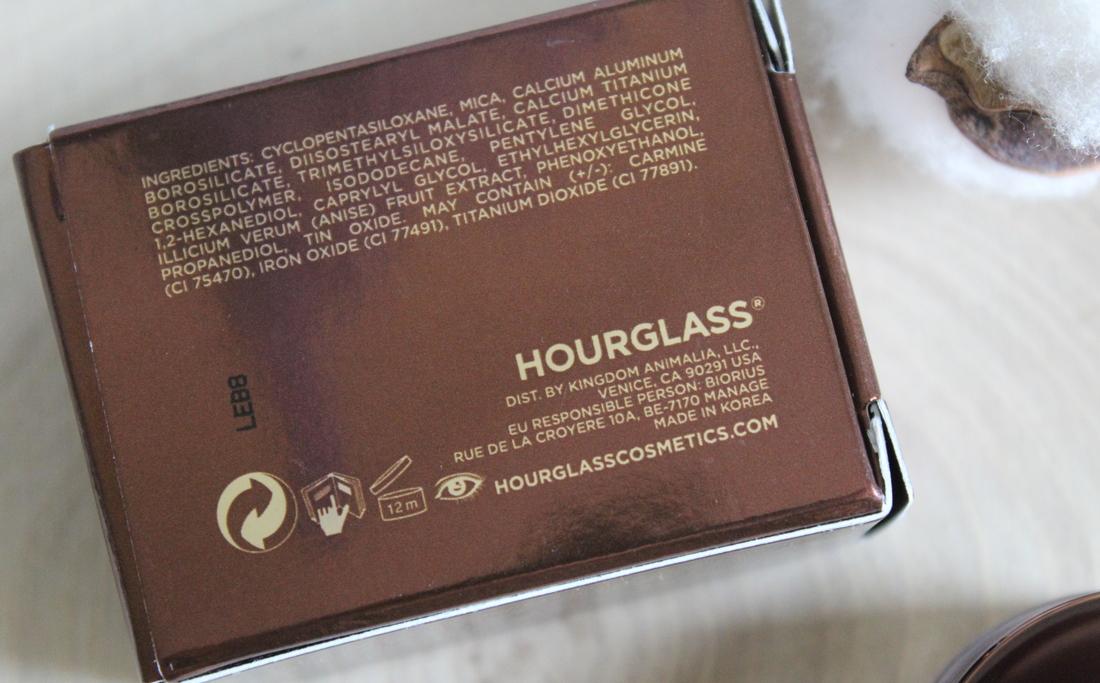 INGREDIENTS: CYCLOPENTASILOXANE, MICA, CALCIUM ALUMINUM
BOROSILICATE, DIISOSTEARYL MALATE, CALCIUM TITANIUM
BOROSILICATE, TRIMETHYLSILOXYSILICATE, DIMETHICONE
CROSSPOLYMER, ISODODECANE, PENTYLENE GLYCOL,
1,2-HEXANEDIOL, CAPRYLYL GLYCOL, ETHYLHEXYLGLYCERIN,
ILLICIUM VERUM (ANISE) FRUIT EXTRACT, PHENOXYETHANOL,
PROPANEDIOL, TIN OXIDE. MAY CONTAIN (+/-): CARMINE
(CI 75470), IRON OXIDE (CI 77491), TITANIUM DIOXIDE (CI 77891).
HOURGLASS®
DIST. BY KINGDOM ANIMALIA, LLC.,
VENICE, CA 90291 USA
EU RESPONSIBLE PERSON: BIORIUS
RUE DE LA CROYERE 10A, BE-7170 MANAGE
MADE IN KOREA
HOURGLASSCOSMETICS.COM
LEB8
12 m